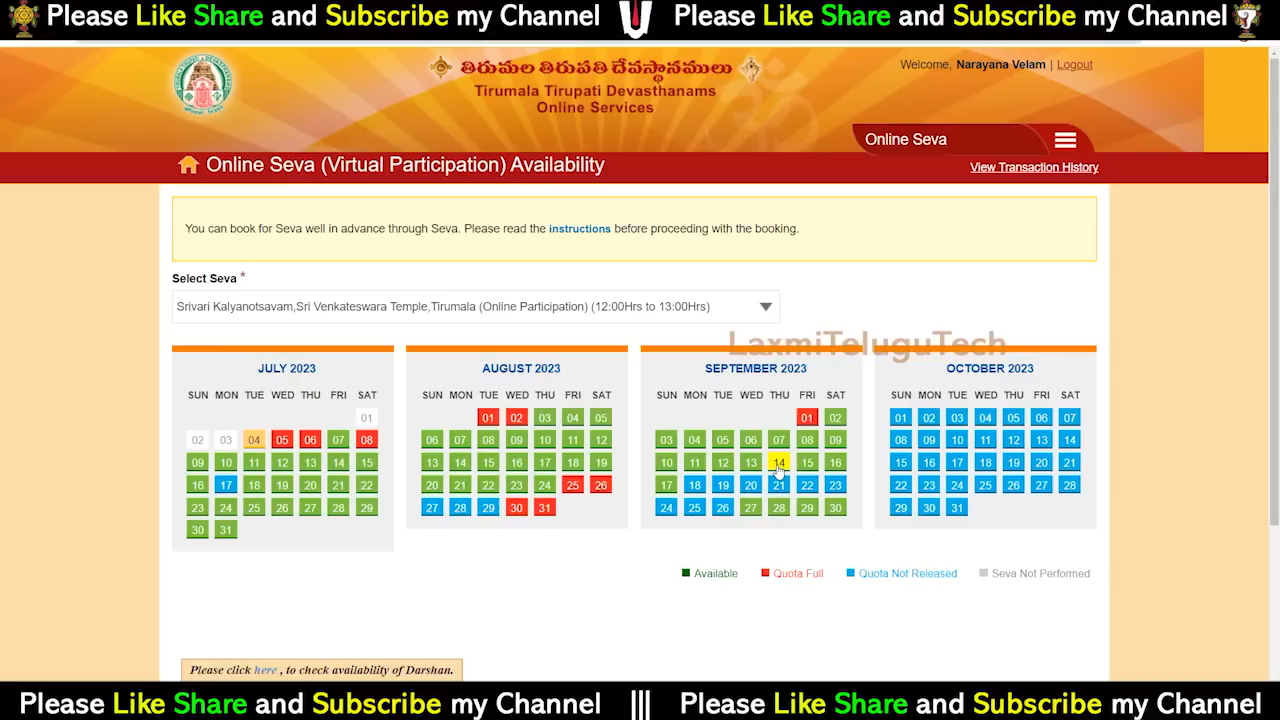 Please Like Share and Subscribe my Channel Please Like Share and Subscribe my Channel
తిరుమల తిరుపతి దేవస్థానములు
Tirumala Tirupati Devasthanams
Online Services
Welcome, Narayana Velam | Logout
Online Seva
Online Seva (Virtual Participation) Availability
View Transaction History
You can book for Seva well in advance through Seva. Please read the instructions before proceeding with the booking.
Select Seva *
Srivari Kalyanotsavam,Sri Venkateswara Temple,Tirumala (Online Participation) (12:00Hrs to 13:00Hrs)
LaxmiTeluguTech
JULY 2023
SUN MON TUE WED THU FRI SAT
01
02 03 04 05 06 07 08
09 10 11 12 13 14 15
16 17 18 19 20 21 22
23 24 25 26 27 28 29
30 31
AUGUST 2023
SUN MON TUE WED THU FRI SAT
01 02 03 04 05
06 07 08 09 10 11 12
13 14 15 16 17 18 19
20 21 22 23 24 25 26
27 28 29 30 31
SEPTEMBER 2023
SUN MON TUE WED THU FRI SAT
01 02
03 04 05 06 07 08 09
10 11 12 13 14 15 16
17 18 19 20 21 22 23
24 25 26 27 28 29 30
OCTOBER 2023
SUN MON TUE WED THU FRI SAT
01 02 03 04 05 06 07
08 09 10 11 12 13 14
15 16 17 18 19 20 21
22 23 24 25 26 27 28
29 30 31
Available Quota Full Quota Not Released Seva Not Performed
Please click here , to check availability of Darshan.
Please Like Share and Subscribe my Channel ||| Please Like Share and Subscribe my Channel